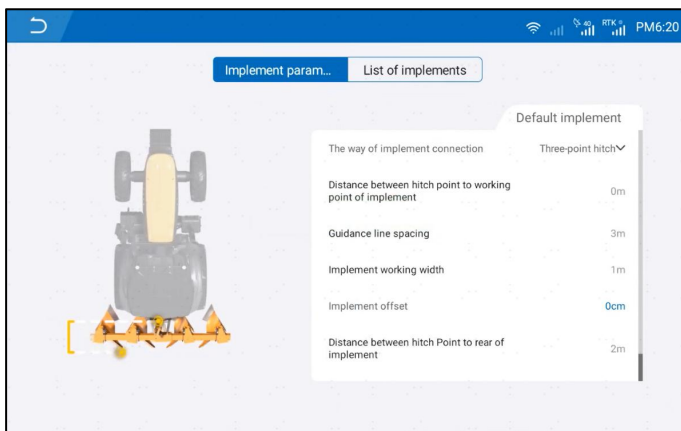 40 RTK PM6:20
Implement param... List of implements
Default implement
The way of implement connection Three-point hitch
Distance between hitch point to working
point of implement 0m
Guidance line spacing 3m
Implement working width 1m
Implement offset 0cm
Distance between hitch Point to rear of
implement 2m